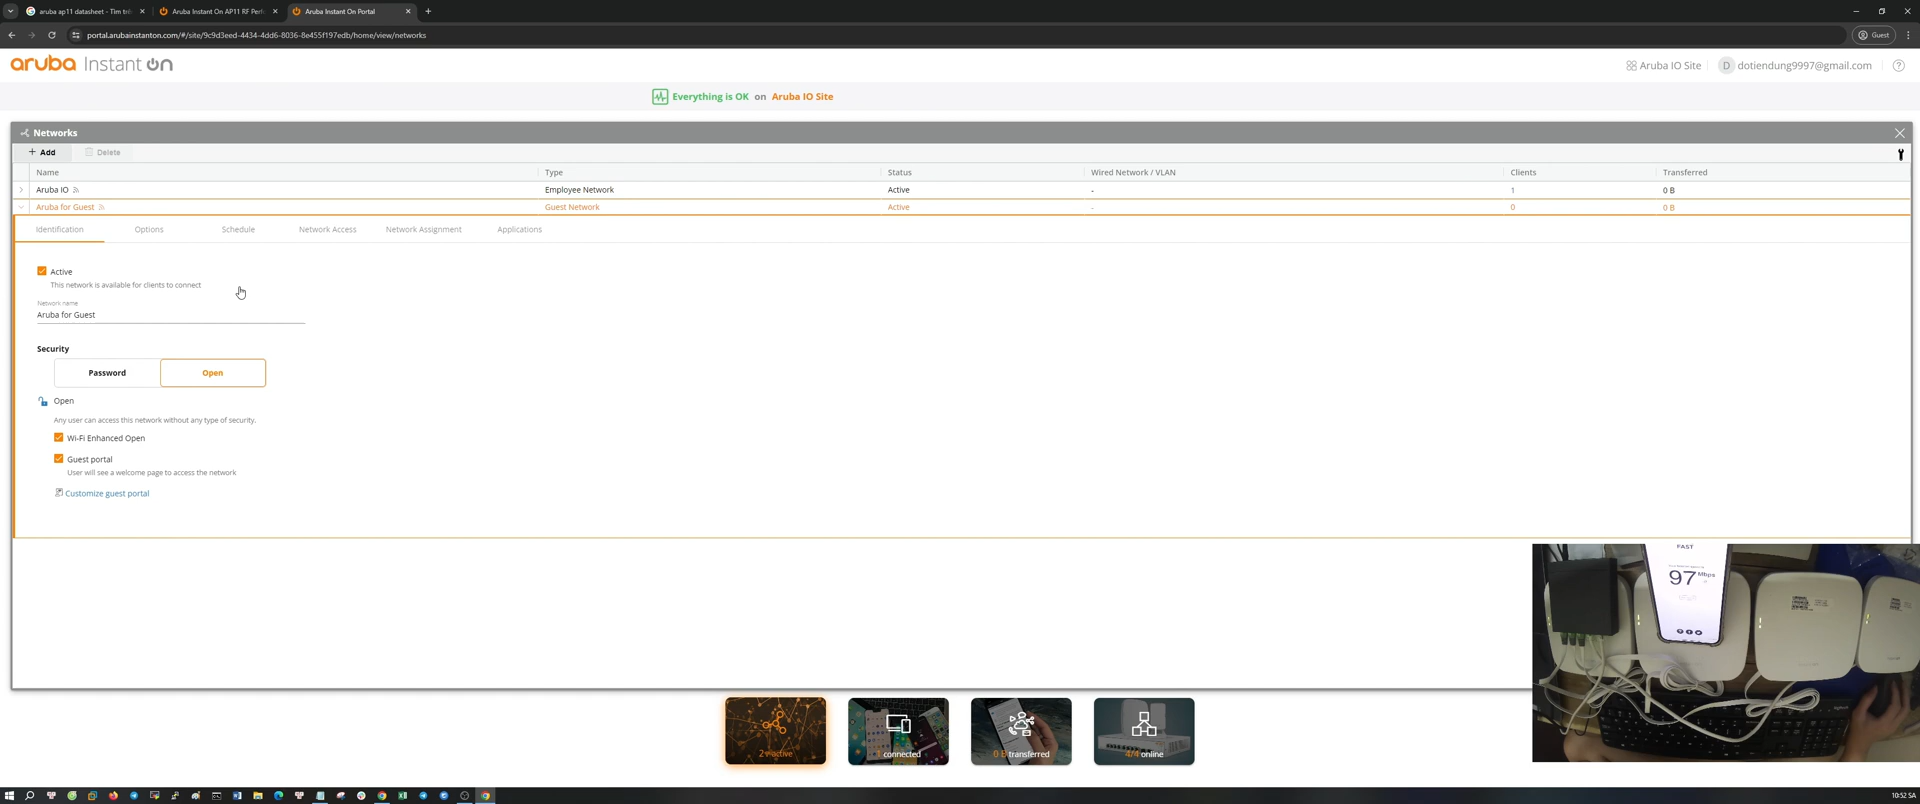 aruba ap11 datasheet - Tìm trê
Aruba Instant On AP11 RF Perf
Aruba Instant On Portal
portal.arubainstanton.com/#/site/9c9d3eed-4434-4dd6-8036-8e455f197edb/home/view/networks
Guest
aruba Instant On
Aruba IO Site
D dotiendung9997@gmail.com
Everything is OK on Aruba IO Site
Networks
+ Add Delete
Name Type Status Wired Network / VLAN Clients Transferred
Aruba IO Employee Network Active - 1 0 B
Aruba for Guest Guest Network Active - 0 0 B
Identification Options Schedule Network Access Network Assignment Applications
Active
This network is available for clients to connect
Network name
Aruba for Guest
Security
Password Open
Open
Any user can access this network without any type of security.
Wi-Fi Enhanced Open
Guest portal
User will see a welcome page to access the network
Customize guest portal
FAST
97 Mbps
2 active
connected
0 B transferred
4/4 online
10:52 SA